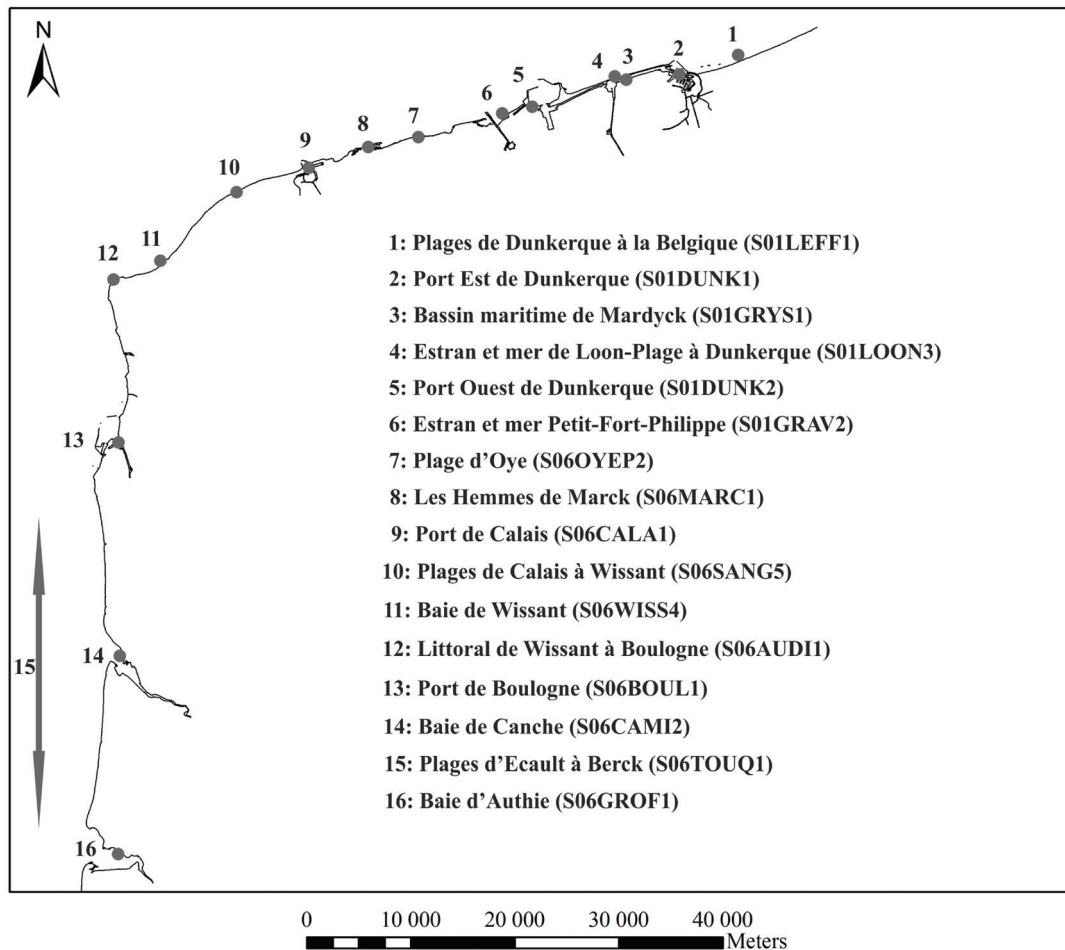 N
1
2
3
4
5
6
7
8
9
10
11
12
13
14
15
16
1: Plages de Dunkerque à la Belgique (S01LEFF1)
2: Port Est de Dunkerque (S01DUNK1)
3: Bassin maritime de Mardyck (S01GRYS1)
4: Estran et mer de Loon-Plage à Dunkerque (S01LOON3)
5: Port Ouest de Dunkerque (S01DUNK2)
6: Estran et mer Petit-Fort-Philippe (S01GRAV2)
7: Plage d’Oye (S06OYEP2)
8: Les Hemmes de Marck (S06MARC1)
9: Port de Calais (S06CALA1)
10: Plages de Calais à Wissant (S06SANG5)
11: Baie de Wissant (S06WISS4)
12: Littoral de Wissant à Boulogne (S06AUDI1)
13: Port de Boulogne (S06BOUL1)
14: Baie de Canche (S06CAMI2)
15: Plages d’Ecault à Berck (S06TOUQ1)
16: Baie d’Authie (S06GROF1)
0 10 000 20 000 30 000 40 000
Meters